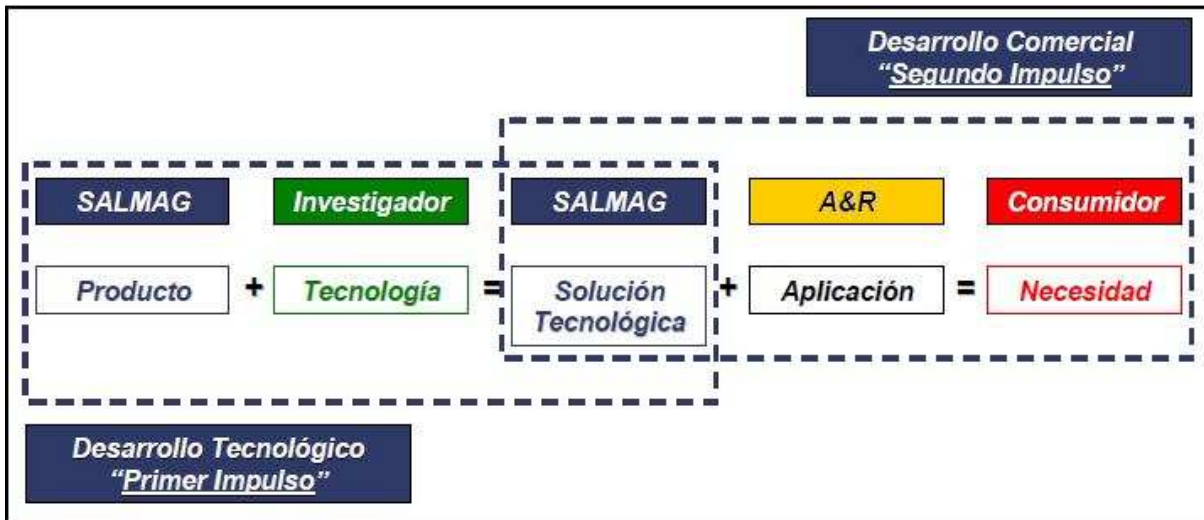 Desarrollo Comercial
“Segundo Impulso”
SALMAG
Investigador
SALMAG
A&R
Consumidor
Producto + Tecnología = Solución Tecnológica + Aplicación = Necesidad
Desarrollo Tecnológico
“Primer Impulso”